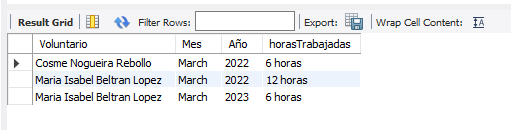 Result Grid Filter Rows: Export: Wrap Cell Content: IA
Voluntario Mes Año horasTrabajadas
Cosme Nogueira Rebollo March 2022 6 horas
Maria Isabel Beltran Lopez March 2022 12 horas
Maria Isabel Beltran Lopez March 2023 6 horas